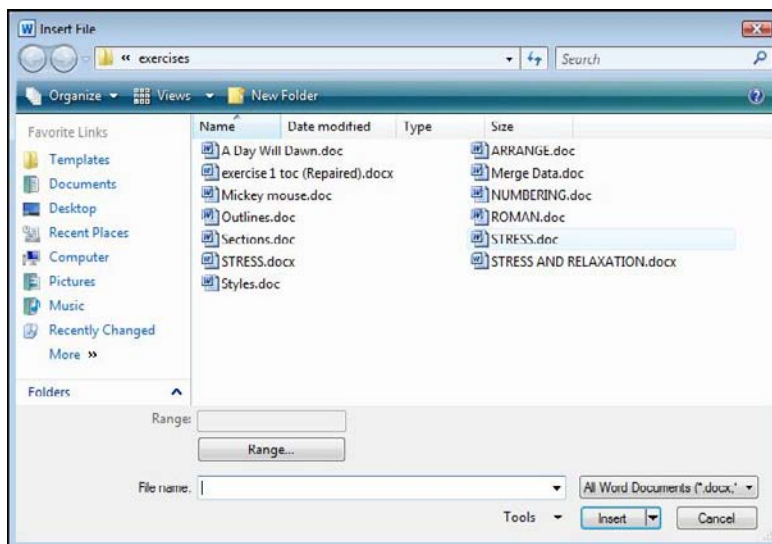 Insert File
« exercises
Search
Organize Views New Folder
Favorite Links
Templates
Documents
Desktop
Recent Places
Computer
Pictures
Music
Recently Changed
More »
Folders
Name Date modified Type Size
A Day Will Dawn.doc ARRANGE.doc
exercise 1 toc (Repaired).docx Merge Data.doc
Mickey mouse.doc NUMBERING.doc
Outlines.doc ROMAN.doc
Sections.doc STRESS.doc
STRESS.docx STRESS AND RELAXATION.docx
Styles.doc
Range:
Range...
File name: All Word Documents (*.docx;*
Tools Insert Cancel